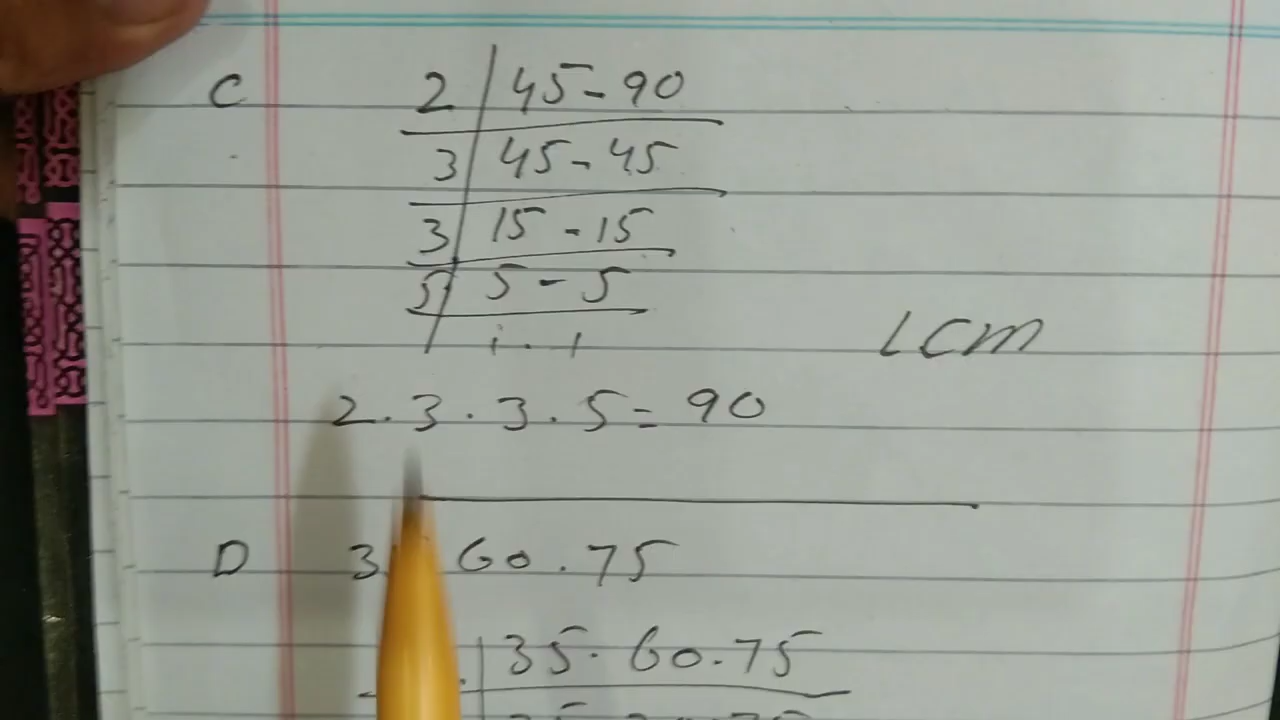 C 2 45-90
3 45-45
3 15-15
5 5-5
1.1
LCM
2.3.3.5=90
D 3 60.75
35.60.75